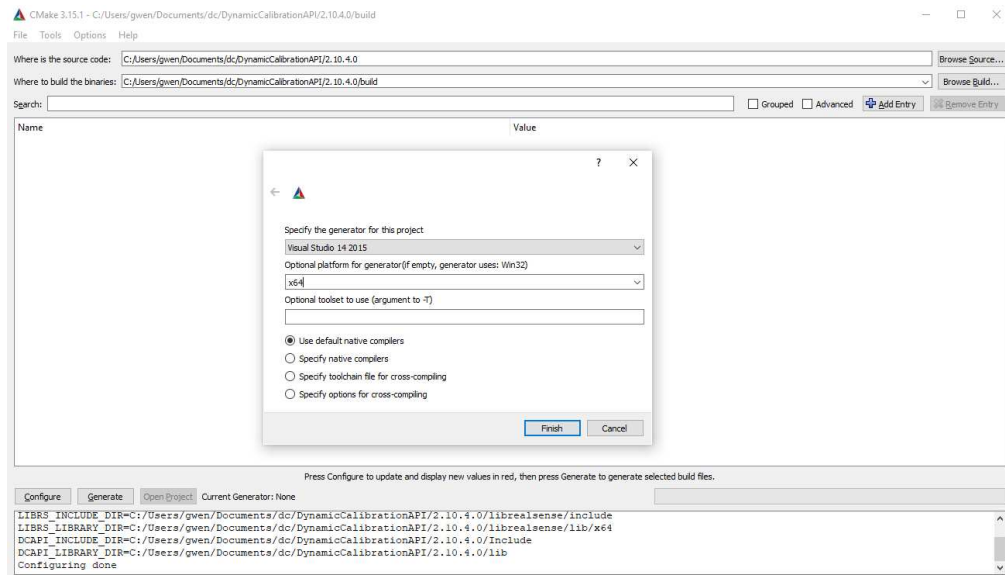 CMake 3.15.1 - C:/Users/gwen/Documents/dc/DynamicCalibrationAPI/2.10.4.0/build
File Tools Options Help
Where is the source code: C:/Users/gwen/Documents/dc/DynamicCalibrationAPI/2.10.4.0 Browse Source...
Where to build the binaries: C:/Users/gwen/Documents/dc/DynamicCalibrationAPI/2.10.4.0/build Browse Build...
Search: Grouped Advanced Add Entry Remove Entry
Name Value
?
Specify the generator for this project
Visual Studio 14 2015
Optional platform for generator(if empty, generator uses: Win32)
x64
Optional toolset to use (argument to -T)
Use default native compilers
Specify native compilers
Specify toolchain file for cross-compiling
Specify options for cross-compiling
Finish Cancel
Press Configure to update and display new values in red, then press Generate to generate selected build files.
Configure Generate Open Project Current Generator: None
LIBRS_INCLUDE_DIR=C:/Users/gwen/Documents/dc/DynamicCalibrationAPI/2.10.4.0/librealsense/include
LIBRS_LIBRARY_DIR=C:/Users/gwen/Documents/dc/DynamicCalibrationAPI/2.10.4.0/librealsense/lib/x64
DCAPI_INCLUDE_DIR=C:/Users/gwen/Documents/dc/DynamicCalibrationAPI/2.10.4.0/Include
DCAPI_LIBRARY_DIR=C:/Users/gwen/Documents/dc/DynamicCalibrationAPI/2.10.4.0/lib
Configuring done